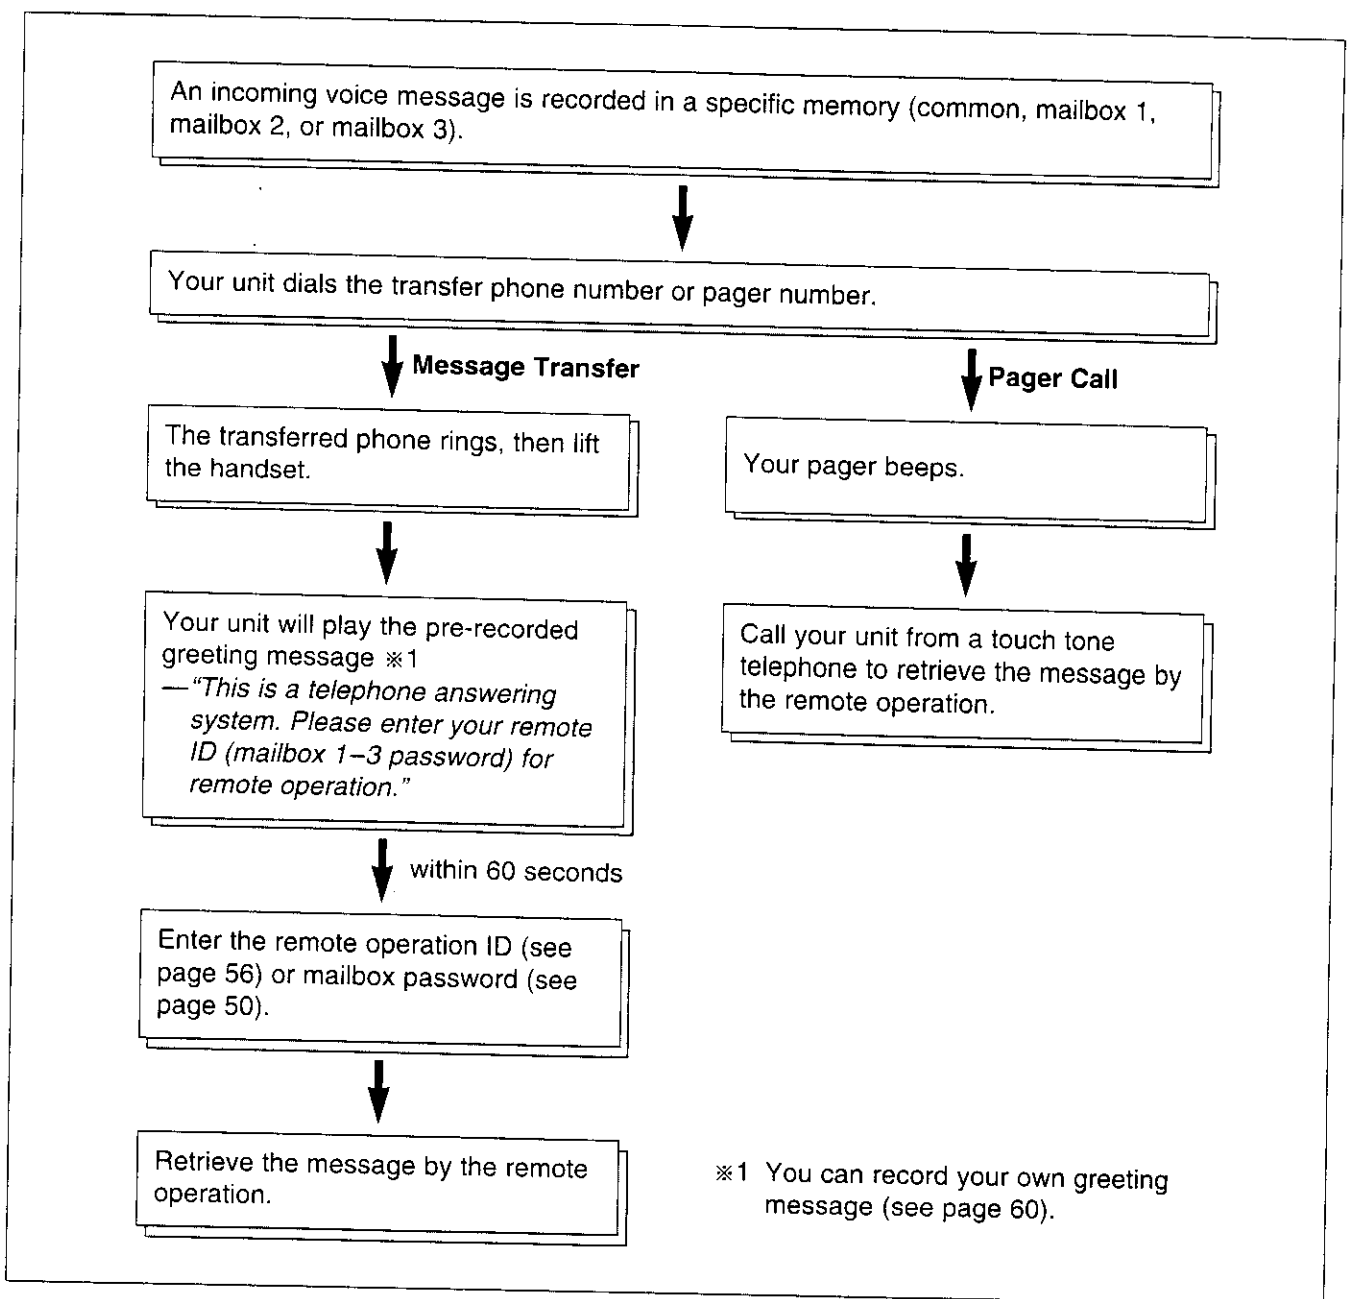 An incoming voice message is recorded in a specific memory (common, mailbox 1,
mailbox 2, or mailbox 3).
Your unit dials the transfer phone number or pager number.
Message Transfer
The transferred phone rings, then lift
the handset.
Your unit will play the pre-recorded
greeting message ※1
—“This is a telephone answering
system. Please enter your remote
ID (mailbox 1–3 password) for
remote operation.”
within 60 seconds
Enter the remote operation ID (see
page 56) or mailbox password (see
page 50).
Retrieve the message by the remote
operation.
Pager Call
Your pager beeps.
Call your unit from a touch tone
telephone to retrieve the message by
the remote operation.
※1 You can record your own greeting
message (see page 60).